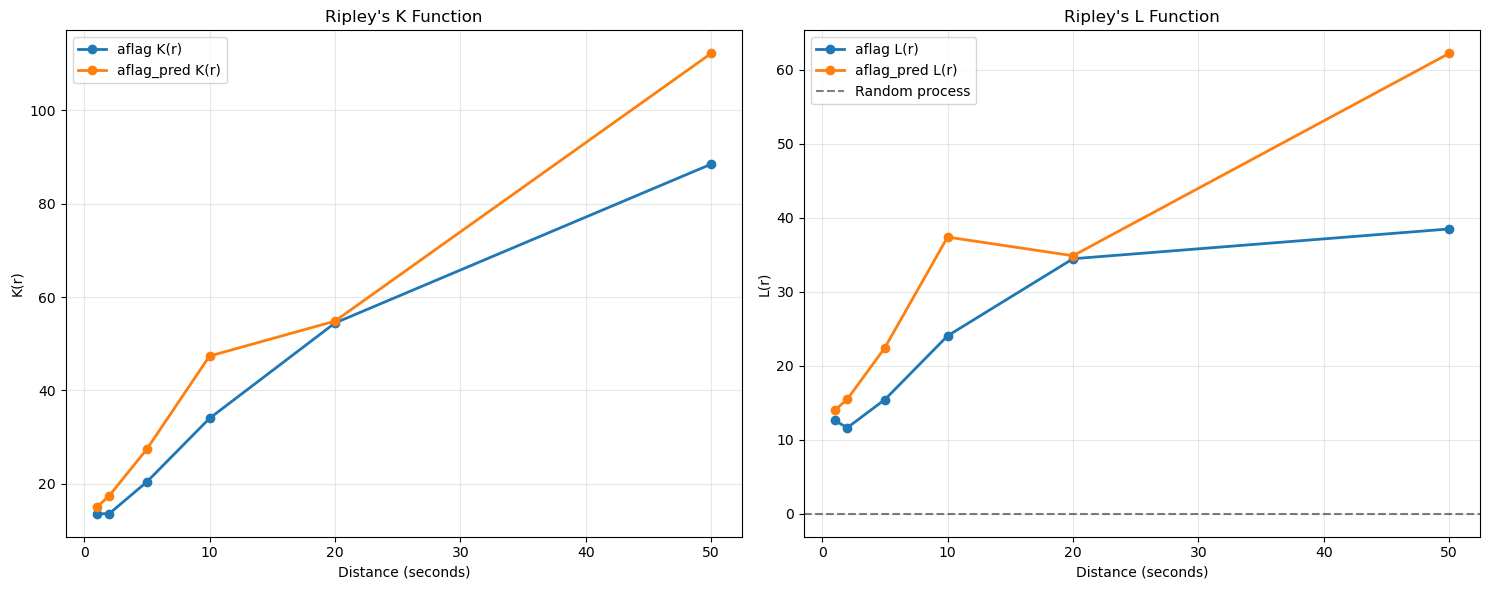 Ripley's K Function
aflag K(r)
aflag_pred K(r)
K(r)
100
80
60
40
20
0
10
20
30
40
50
Distance (seconds)
Ripley's L Function
aflag L(r)
aflag_pred L(r)
Random process
L(r)
60
50
40
30
20
10
0
0
10
20
30
40
50
Distance (seconds)